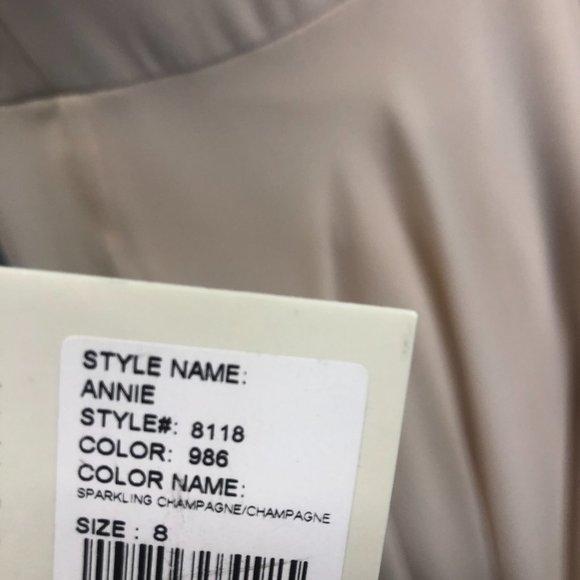 STYLE NAME:
ANNIE
STYLE#: 8118
COLOR: 986
COLOR NAME:
SPARKLING CHAMPAGNE/CHAMPAGNE
SIZE : 8